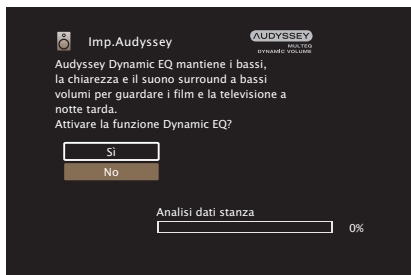 Imp.Audyssey
AUDYSSEY
MULTEQ
DYNAMIC VOLUME
Audyssey Dynamic EQ mantiene i bassi,
la chiarezza e il suono surround a bassi
volumi per guardare i film e la televisione a
notte tarda.
Attivare la funzione Dynamic EQ?
Sì
No
Analisi dati stanza
0%